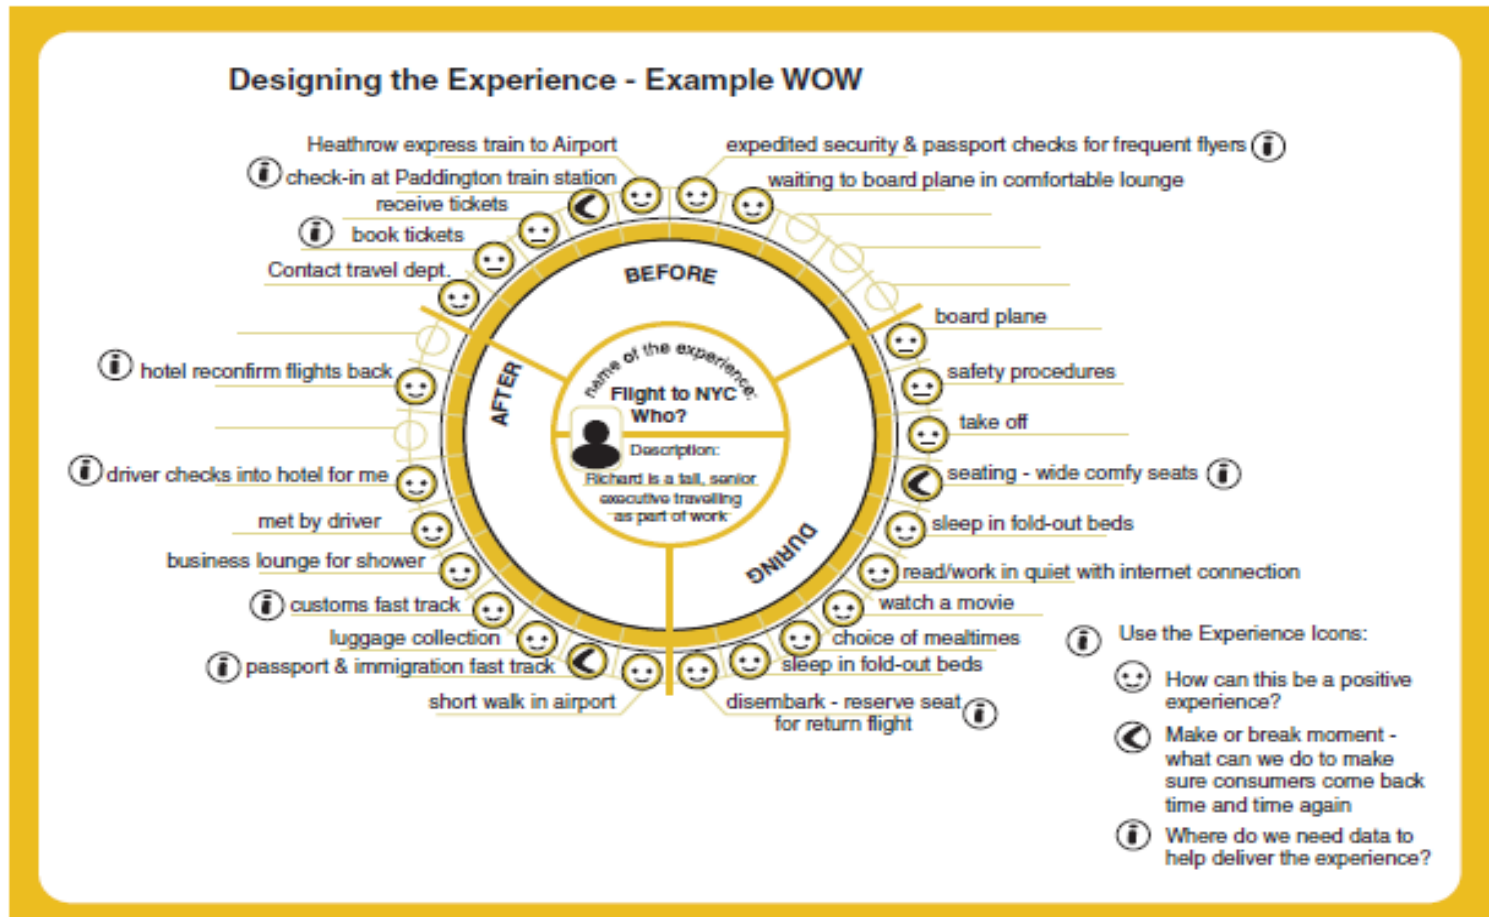 Designing the Experience - Example WOW
Heathrow express train to Airport
check-in at Paddington train station
receive tickets
book tickets
Contact travel dept.
expedited security & passport checks for frequent flyers
waiting to board plane in comfortable lounge
BEFORE
board plane
safety procedures
take off
seating - wide comfy seats
sleep in fold-out beds
read/work in quiet with internet connection
watch a movie
choice of mealtimes
sleep in fold-out beds
disembark - reserve seat
for return flight
DURING
AFTER
hotel reconfirm flights back
driver checks into hotel for me
met by driver
business lounge for shower
customs fast track
luggage collection
passport & immigration fast track
short walk in airport
name of the experience:
Flight to NYC
Who?
Description:
Richard is a tall, senior
executive travelling
as part of work
Use the Experience Icons:
How can this be a positive
experience?
Make or break moment -
what can we do to make
sure consumers come back
time and time again
Where do we need data to
help deliver the experience?